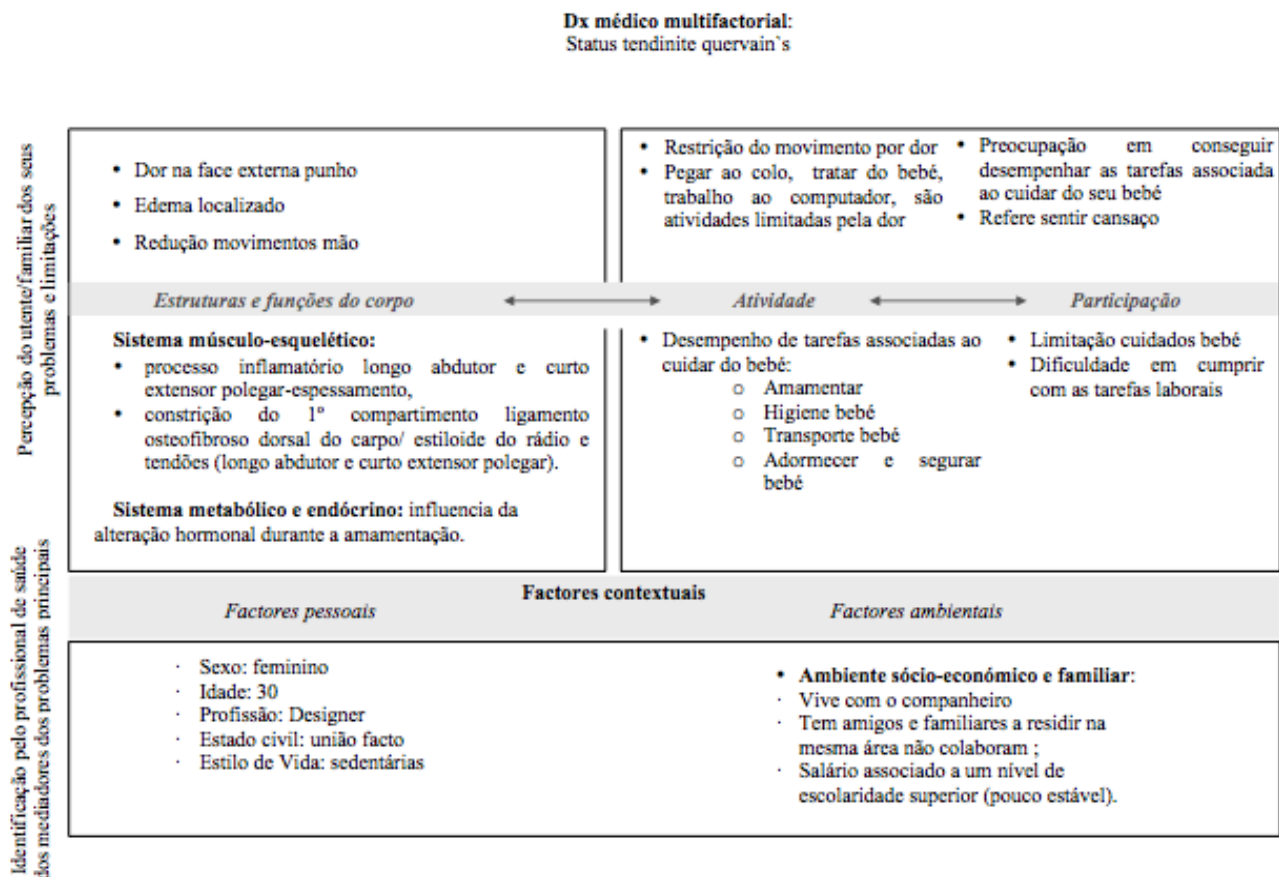 Dx médico multifactorial:
Status tendinite quervain`s
Percepção do utente/familiar dos seus
problemas e limitações
• Dor na face externa punho
• Edema localizado
• Redução movimentos mão
• Restrição do movimento por dor
• Pegar ao colo, tratar do bebé,
trabalho ao computador, são
atividades limitadas pela dor
• Preocupação em conseguir
desempenhar as tarefas associada
ao cuidar do seu bebé
• Refere sentir cansaço
Estruturas e funções do corpo
Atividade
Participação
Sistema músculo-esquelético:
• processo inflamatório longo abdutor e curto
extensor polegar-espessamento,
• constrição do 1º compartimento ligamento
osteofibroso dorsal do carpo/ estiloide do rádio e
tendões (longo abdutor e curto extensor polegar).
Sistema metabólico e endócrino: influencia da
alteração hormonal durante a amamentação.
• Desempenho de tarefas associadas ao
cuidar do bebé:
o Amamentar
o Higiene bebé
o Transporte bebé
o Adormecer e segurar
bebé
• Limitação cuidados bebé
• Dificuldade em cumprir
com as tarefas laborais
Identificação pelo profissional de saúde
dos mediadores dos problemas principais
Factores contextuais
Factores pessoais
Factores ambientais
· Sexo: feminino
· Idade: 30
· Profissão: Designer
· Estado civil: união facto
· Estilo de Vida: sedentárias
• Ambiente sócio-económico e familiar:
· Vive com o companheiro
· Tem amigos e familiares a residir na
mesma área não colaboram ;
· Salário associado a um nível de
escolaridade superior (pouco estável).